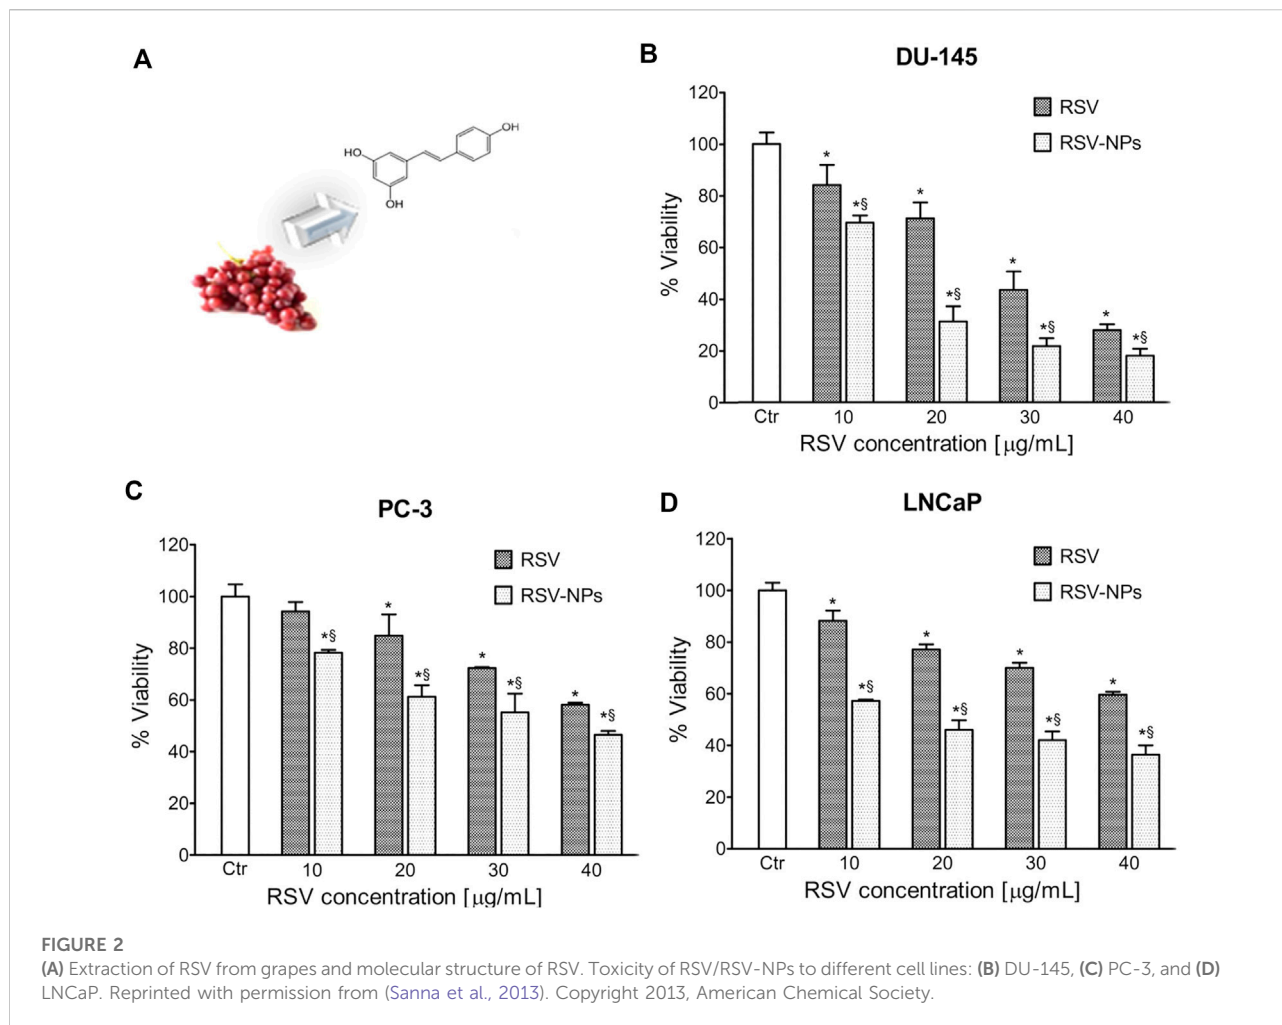 A
HO
OH
OH
B
DU-145
120
100
80
60
40
20
0
% Viability
RSV
RSV-NPs
*
*§
*
*§
*
*§
*
*§
Ctr 10 20 30 40
RSV concentration [µg/mL]
C
PC-3
120
100
80
60
40
20
0
% Viability
RSV
RSV-NPs
*§
*
*§
*
*§
*
*§
Ctr 10 20 30 40
RSV concentration [µg/mL]
D
LNCaP
120
100
80
60
40
20
0
% Viability
RSV
RSV-NPs
*
*§
*
*§
*
*§
*
*§
Ctr 10 20 30 40
RSV concentration [µg/mL]
FIGURE 2
(A) Extraction of RSV from grapes and molecular structure of RSV. Toxicity of RSV/RSV-NPs to different cell lines: (B) DU-145, (C) PC-3, and (D)
LNCaP. Reprinted with permission from (Sanna et al., 2013). Copyright 2013, American Chemical Society.